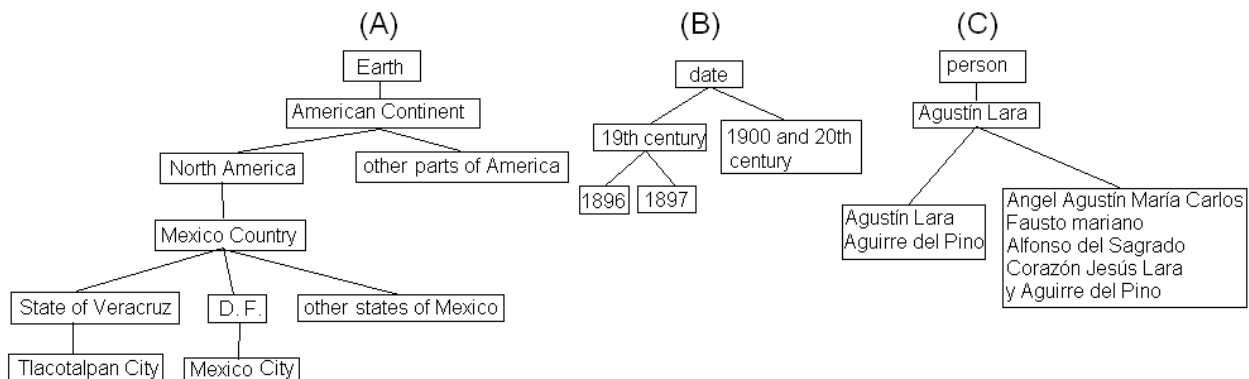 (A)
Earth
American Continent
North America
other parts of America
Mexico Country
State of Veracruz
D. F.
other states of Mexico
Tlacotalpan City
Mexico City
(B)
date
19th century
1900 and 20th
century
1896
1897
(C)
person
Agustín Lara
Agustín Lara
Aguirre del Pino
Angel Agustín María Carlos
Fausto mariano
Alfonso del Sagrado
Corazón Jesús Lara
y Aguirre del Pino